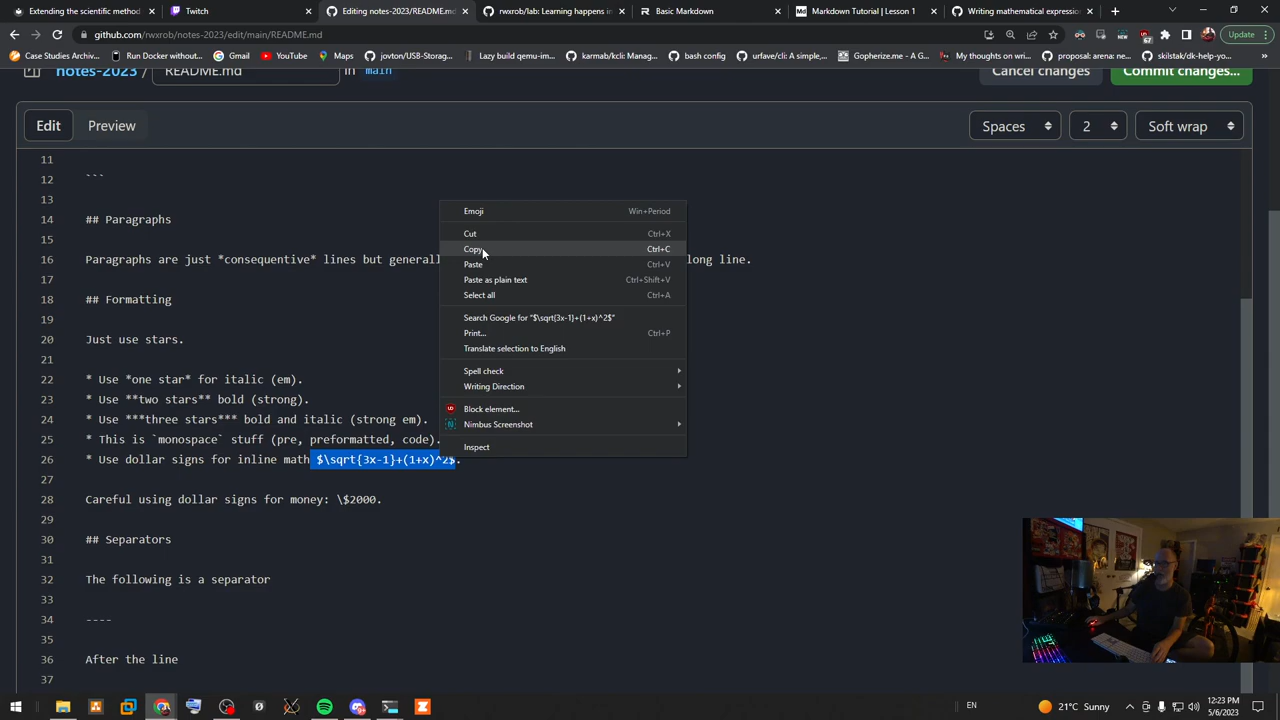 Extending the scientific method
Twitch
Editing notes-2023/README.md
rwxrob/lab: Learning happens in
Basic Markdown
Markdown Tutorial | Lesson 1
Writing mathematical expression
github.com/rwxrob/notes-2023/edit/main/README.md
Update
Case Studies Archive
Run Docker without...
YouTube
Maps
jovton/USB-Storag...
Lazy build qemu-im...
karmab/kcli: Manag...
bash config
urfave/cli: A simple,...
Gopherize.me - A G...
proposal: arena: ne...
My thoughts on wri...
skilstak/dk-help-yo...
notes-2023 / README.md in main
Cancel changes
Commit changes...
Edit
Preview
Spaces
2
Soft wrap
11
12 ```
13
14 ## Paragraphs
15
16 Paragraphs are just *consequentive* lines but generall
long line.
17
18 ## Formatting
19
20 Just use stars.
21
22 * Use *one star* for italic (em).
23 * Use **two stars** bold (strong).
24 * Use ***three stars*** bold and italic (strong em).
25 * This is `monospace` stuff (pre, preformatted, code).
26 * Use dollar signs for inline math $\sqrt{3x-1}+(1+x)^2$.
27
28 Careful using dollar signs for money: \$2000.
29
30 ## Separators
31
32 The following is a separator
33
34 ----
35
36 After the line
37
Emoji Win+Period
Cut Ctrl+X
Copy Ctrl+C
Paste Ctrl+V
Paste as plain text Ctrl+Shift+V
Select all Ctrl+A
Search Google for "$\sqrt{3x-1}+(1+x)^2$"
Print... Ctrl+P
Translate selection to English
Spell check
Writing Direction
Block element...
Nimbus Screenshot
Inspect
21°C Sunny
EN
12:23 PM
5/6/2023